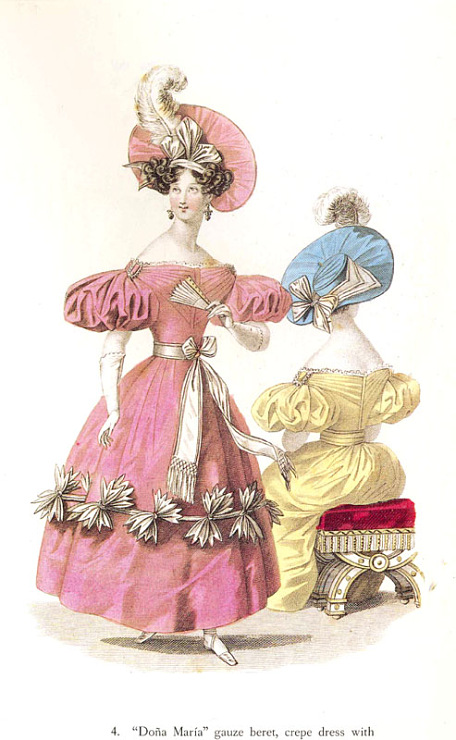 4. “Doña María” gauze beret, crepe dress with